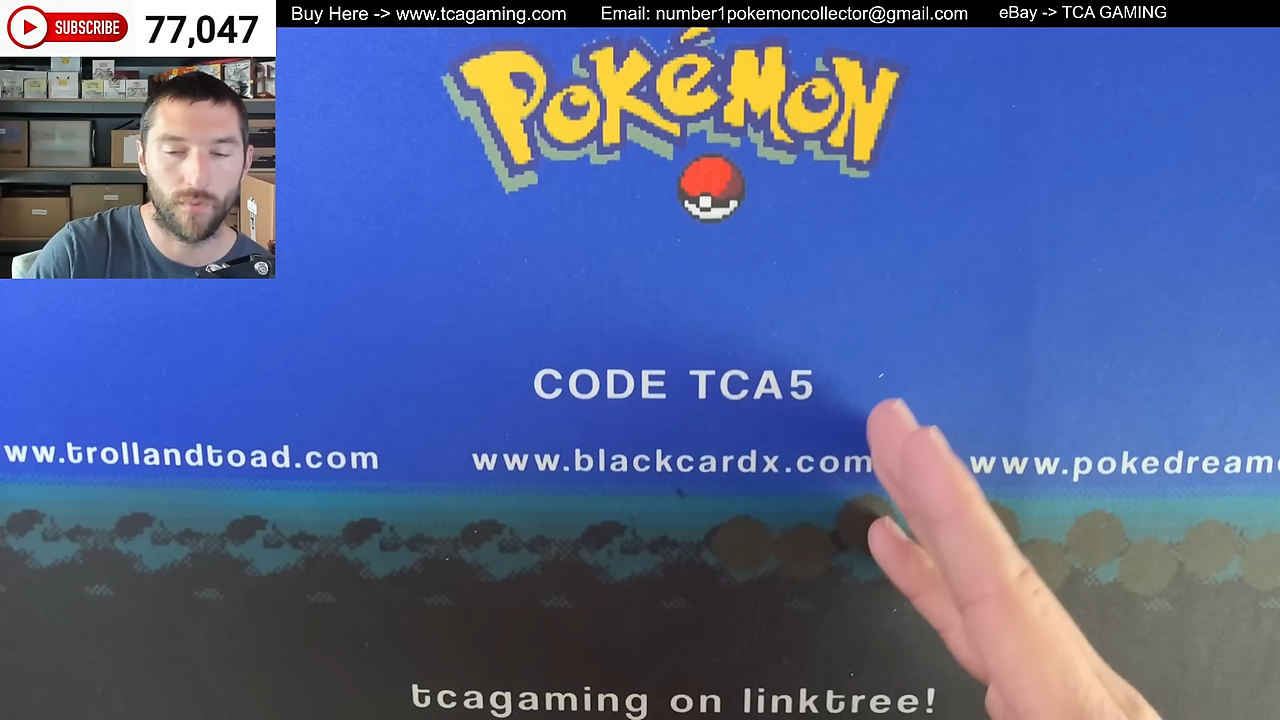 SUBSCRIBE 77,047
Buy Here -> www.tcagaming.com Email: number1pokemoncollector@gmail.com eBay -> TCA GAMING
POKéMON
CODE TCA5
ww.trollandtoad.com www.blackcardx.com www.pokedream
tcagaming on linktree!